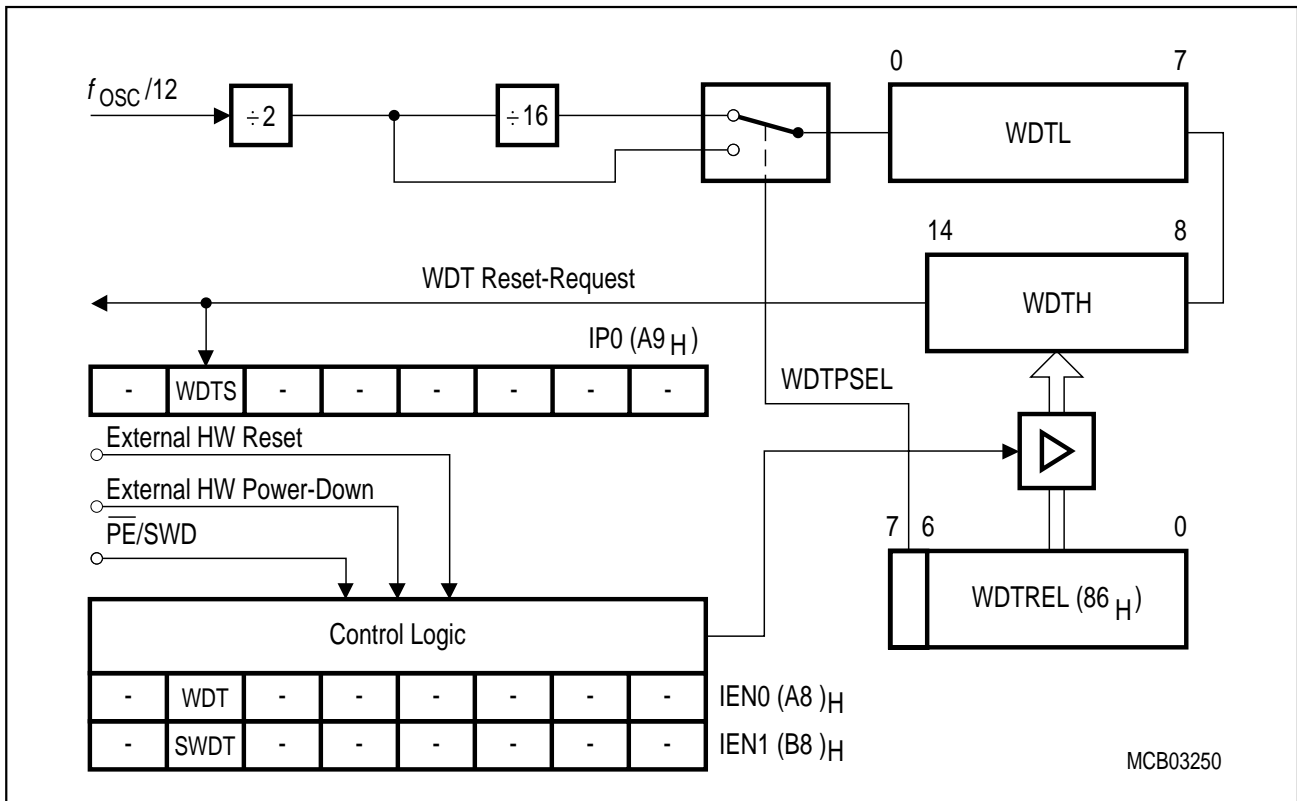 f OSC /12
÷2
÷16
0 7
WDTL
14 8
WDTH
WDT Reset-Request
IP0 (A9 H )
- WDTS - - - - - -
WDTPSEL
External HW Reset
External HW Power-Down
PE/SWD
7 6 0
WDTREL (86 H )
Control Logic
- WDT - - - - - -
IEN0 (A8 ) H
- SWDT - - - - - -
IEN1 (B8 ) H
MCB03250